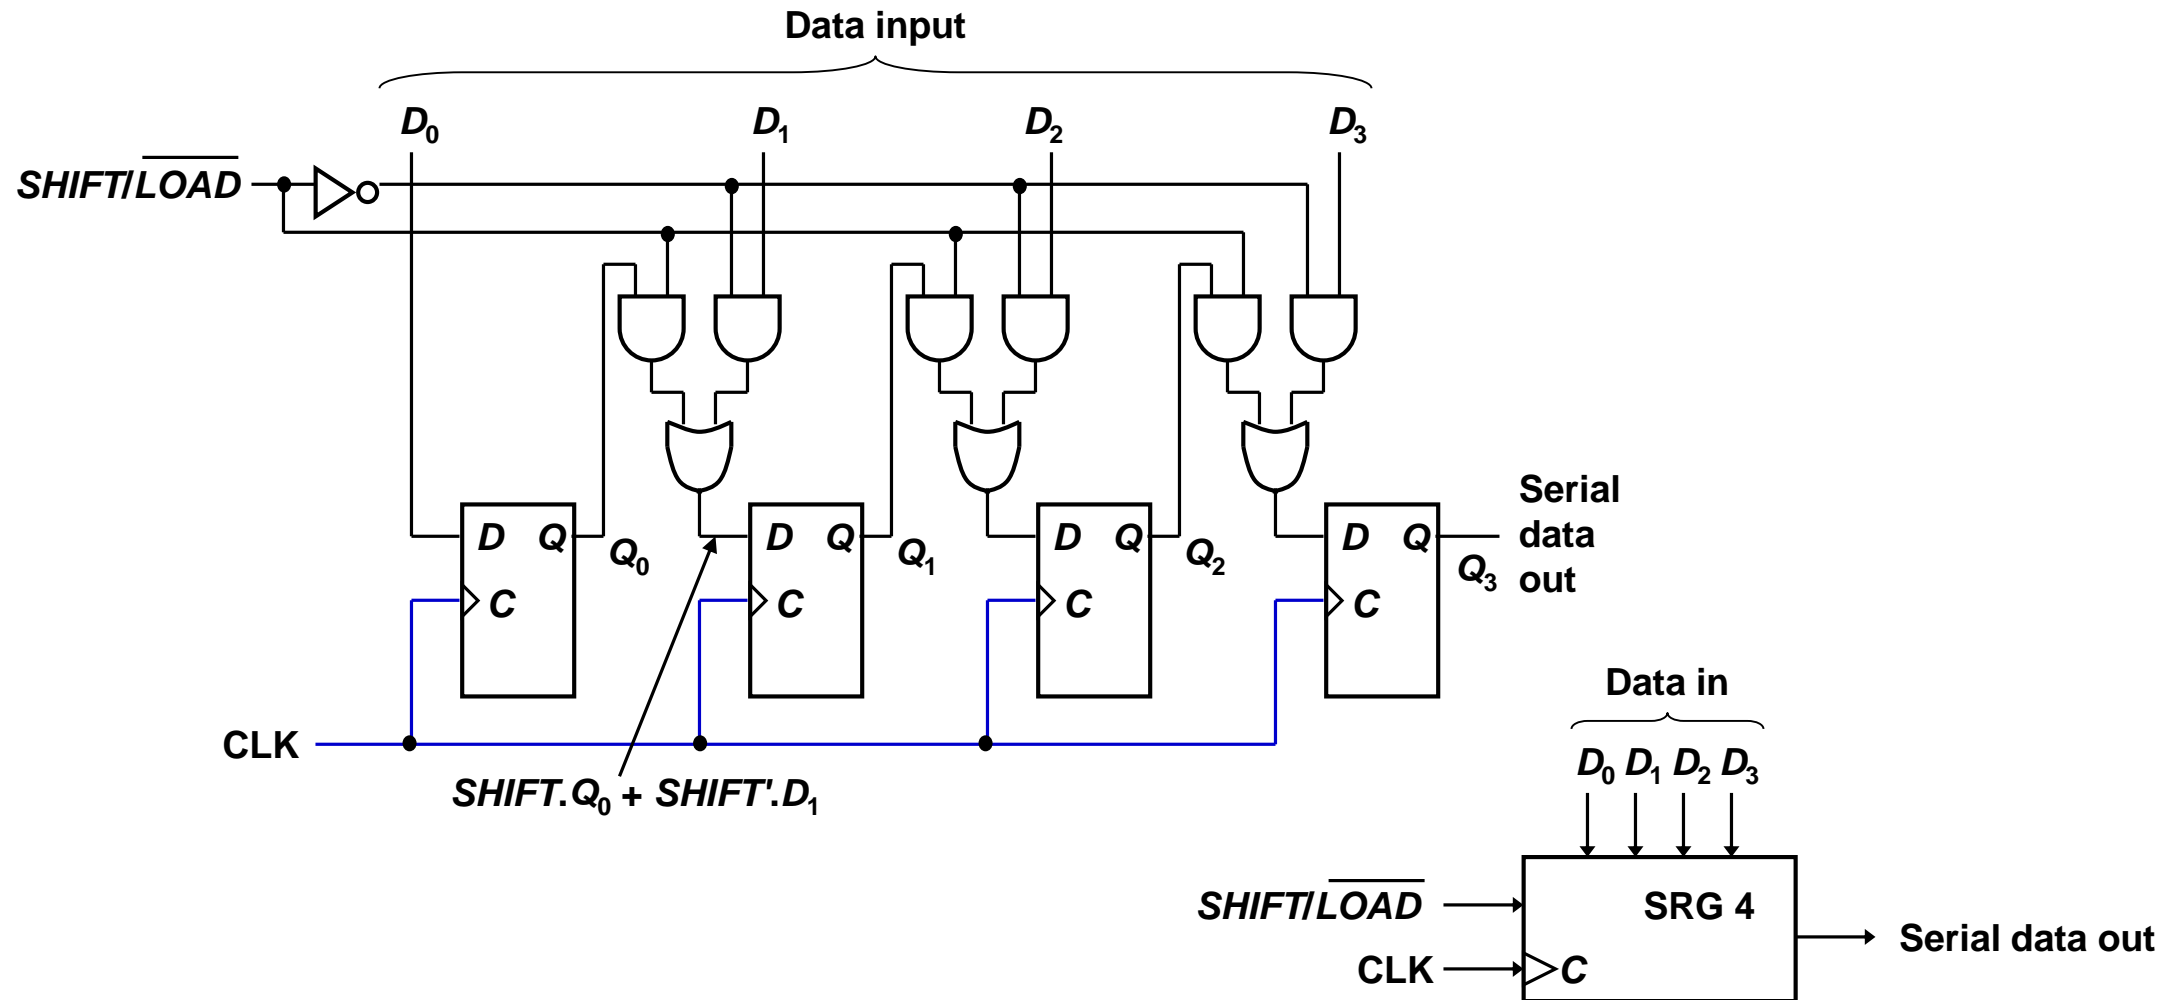 Data input
D0 D1 D2 D3
SHIFT/LOAD
D Q Q0 D Q Q1 D Q Q2 D Q Q3
C C C C
Serial
data
out
CLK
SHIFT.Q0 + SHIFT'.D1
Data in
D0 D1 D2 D3
SHIFT/LOAD
SRG 4
Serial data out
CLK
C